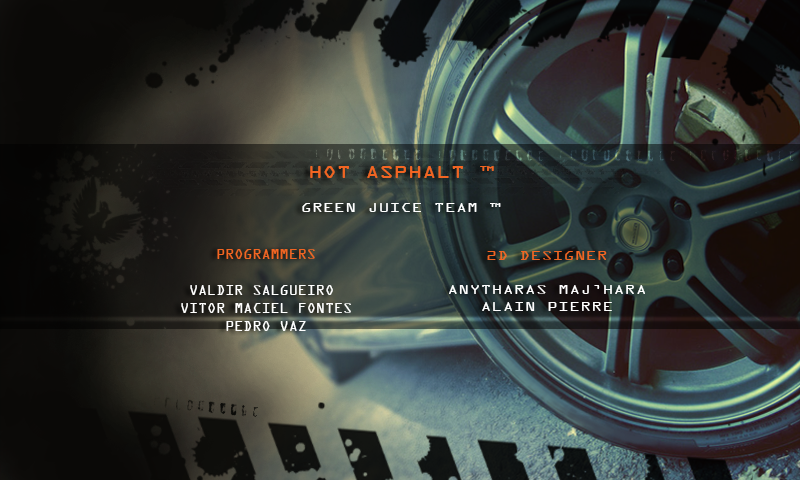 HOT ASPHALT ™
GREEN JUICE TEAM ™
PROGRAMMERS
VALDIR SALGUEIRO
VITOR MACIEL FONTES
PEDRO VAZ
2D DESIGNER
ANYTHARAS MAJ'HARA
ALAIN PIERRE